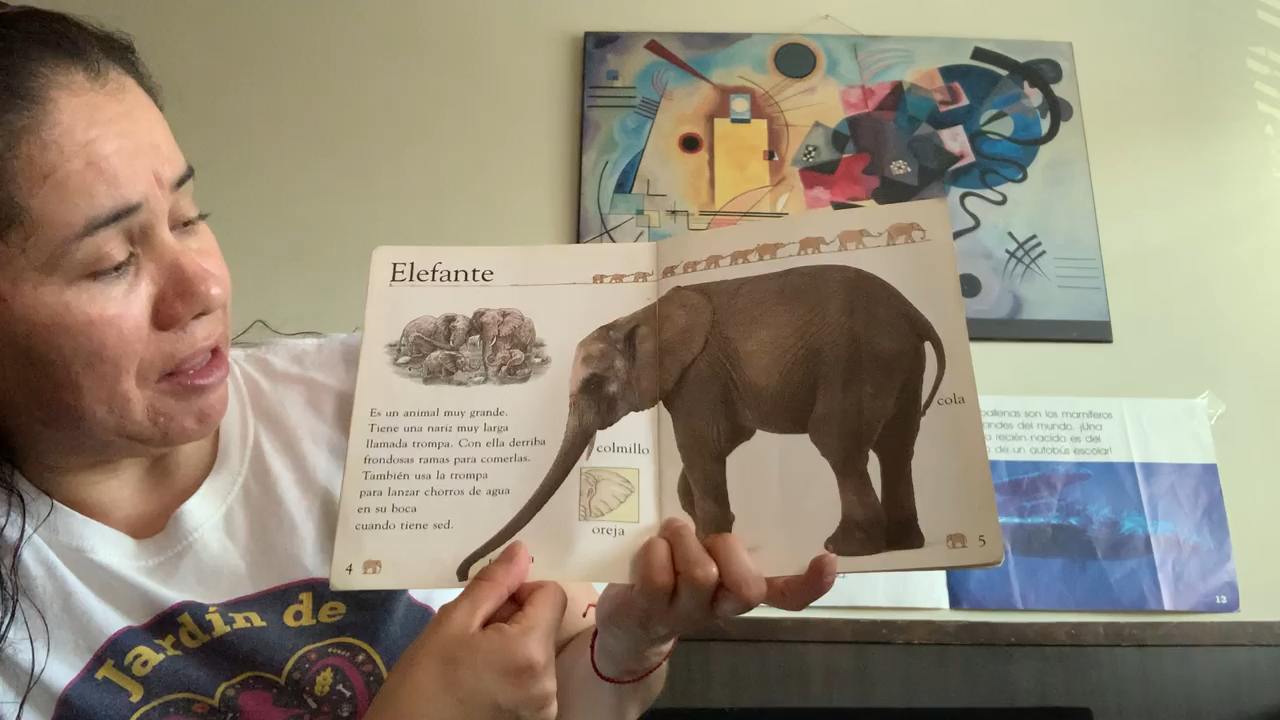 Elefante
Es un animal muy grande.
Tiene una nariz muy larga
llamada trompa. Con ella derriba
frondosas ramas para comerlas.
También usa la trompa
para lanzar chorros de agua
en su boca
cuando tiene sed.
colmillo
oreja
cola
4
5
ballenas son los mamíferos
del mundo. ¡Una
recién nacido es del
de un autobús escolar!
13
Jardín de